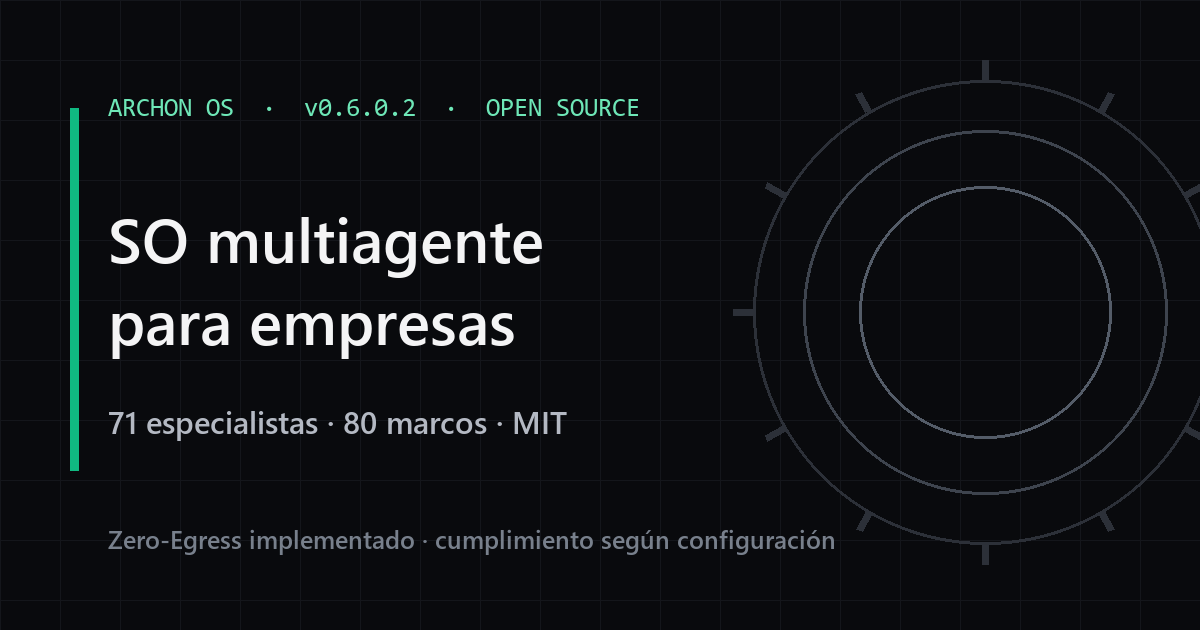 ARCHON OS · v0.6.0.2 · OPEN SOURCE
SO multiagente
para empresas
71 especialistas · 80 marcos · MIT
Zero-Egress implementado · cumplimiento según configuración